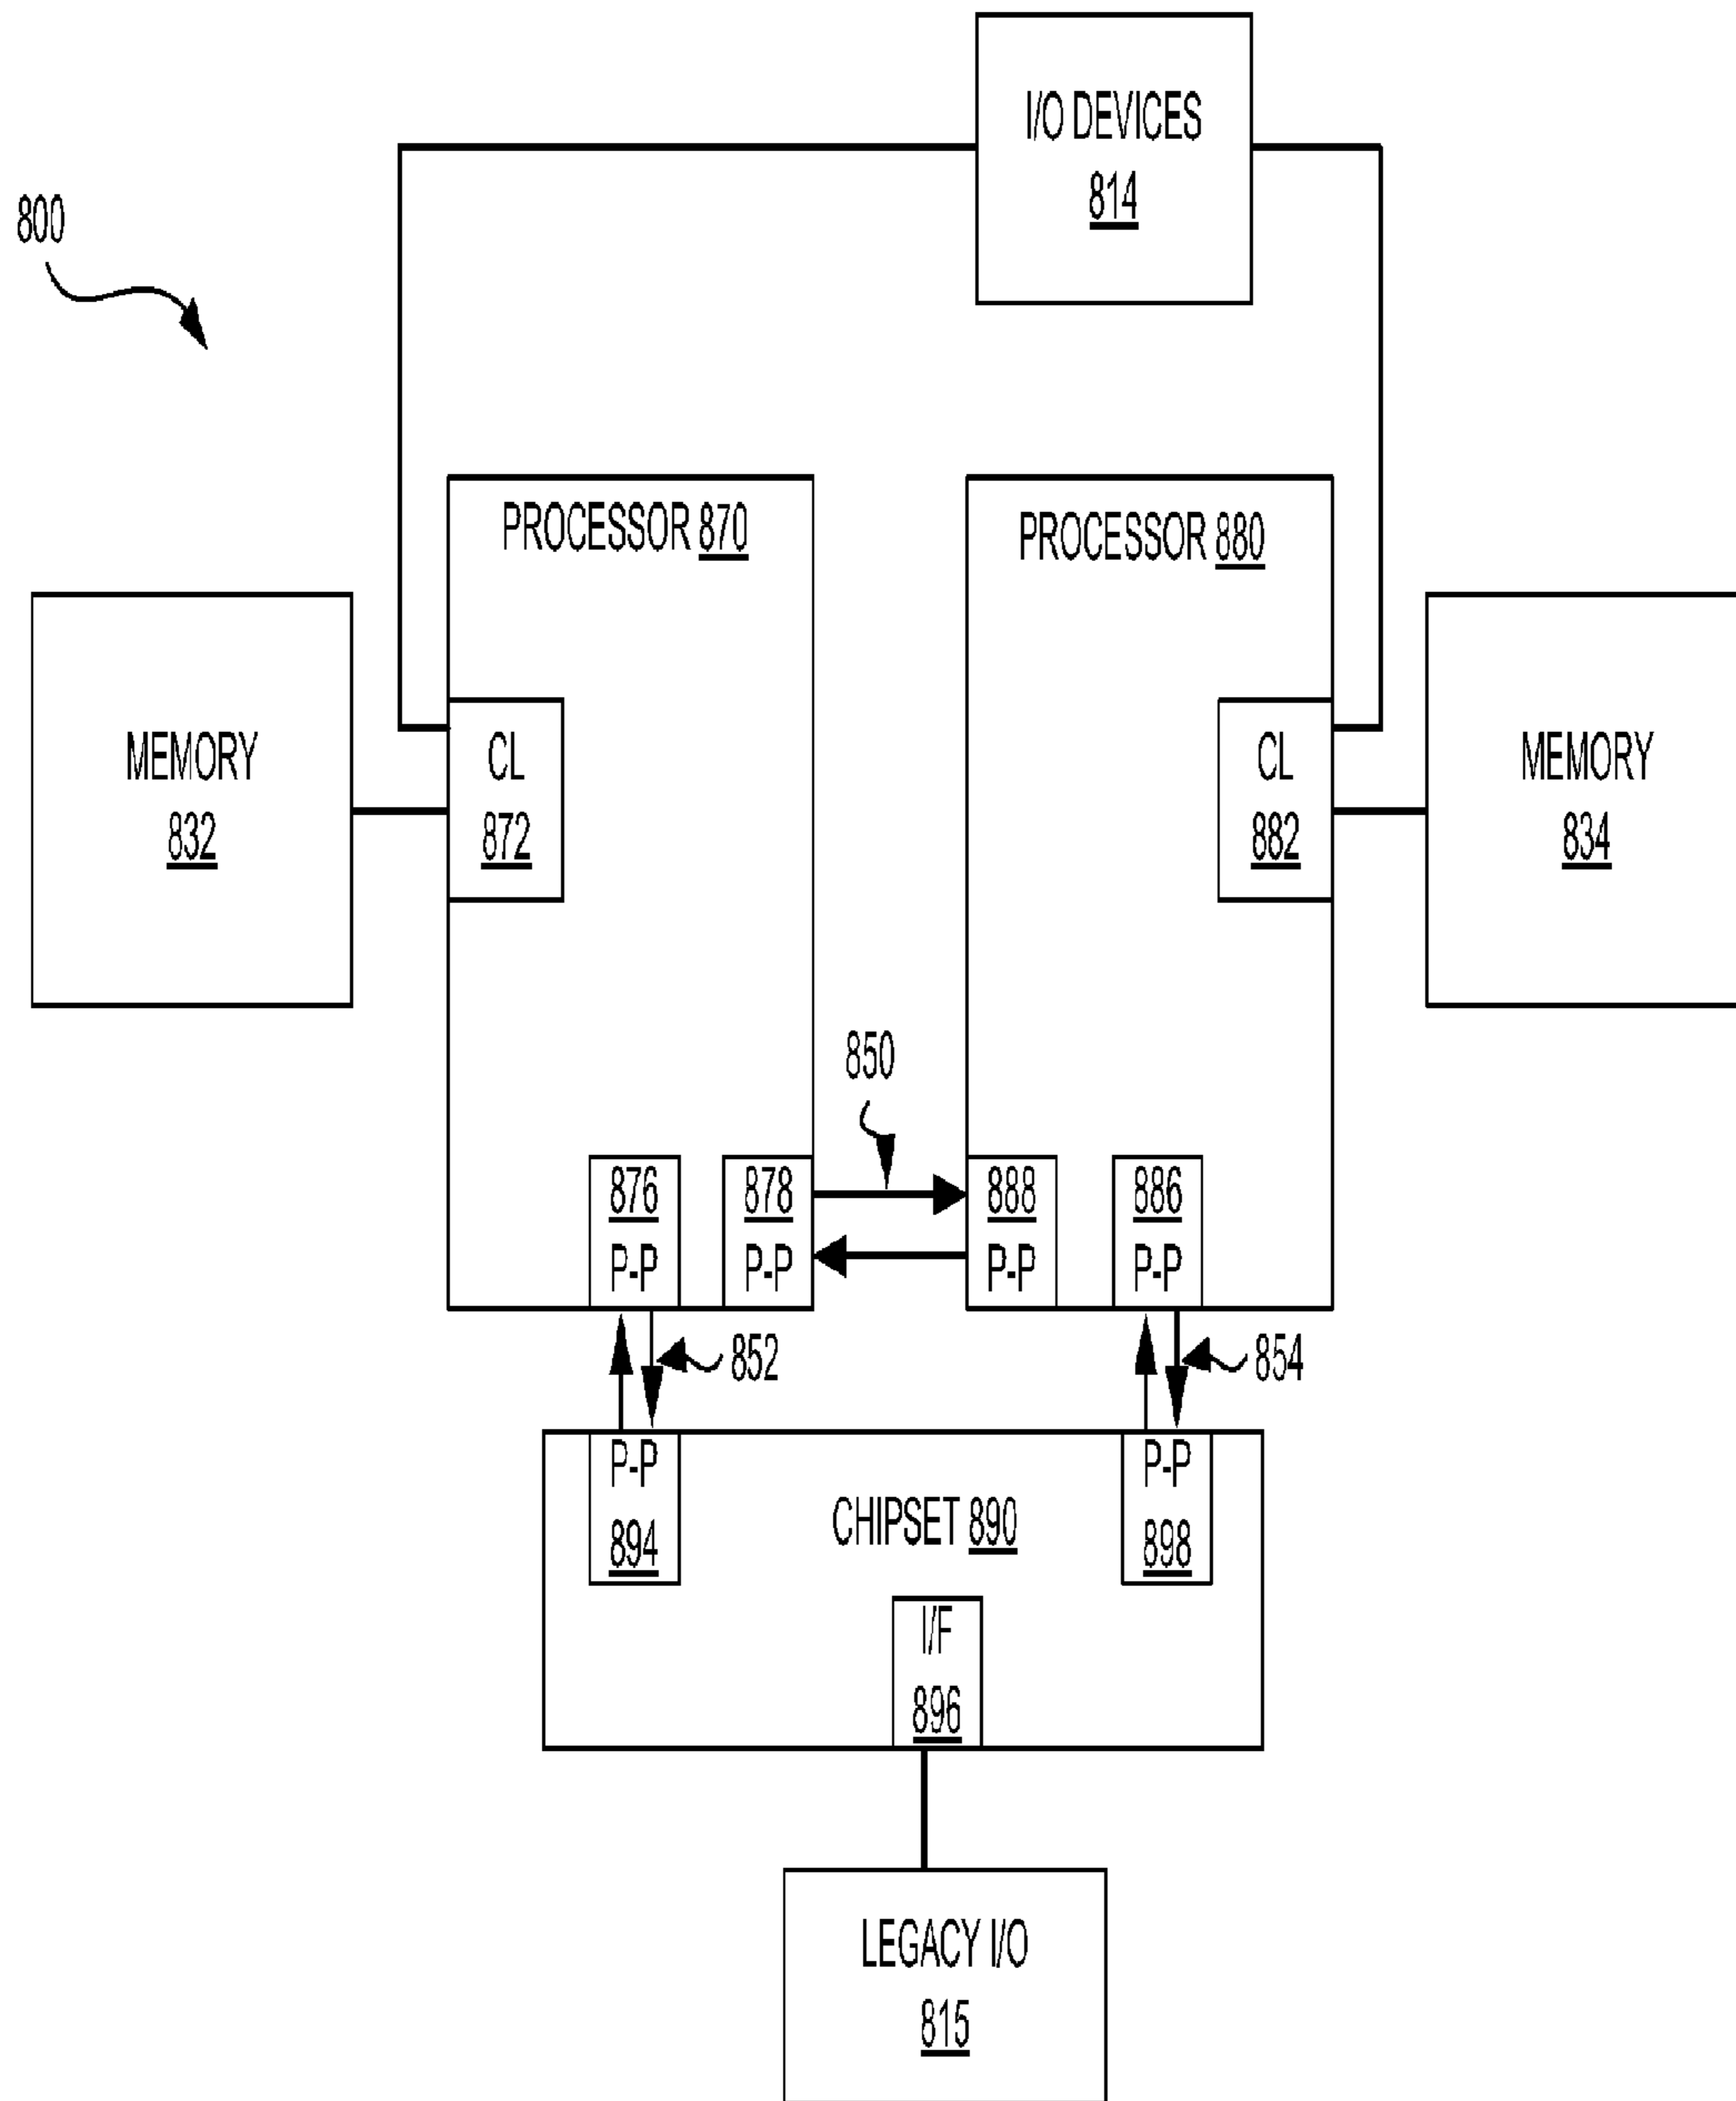 I/O DEVICES
814
800
PROCESSOR 870
PROCESSOR 880
MEMORY
832
CL
872
CL
882
MEMORY
834
850
876
P-P
878
P-P
888
P-P
886
P-P
852
854
P-P
894
CHIPSET 890
P-P
898
I/F
896
LEGACY I/O
815